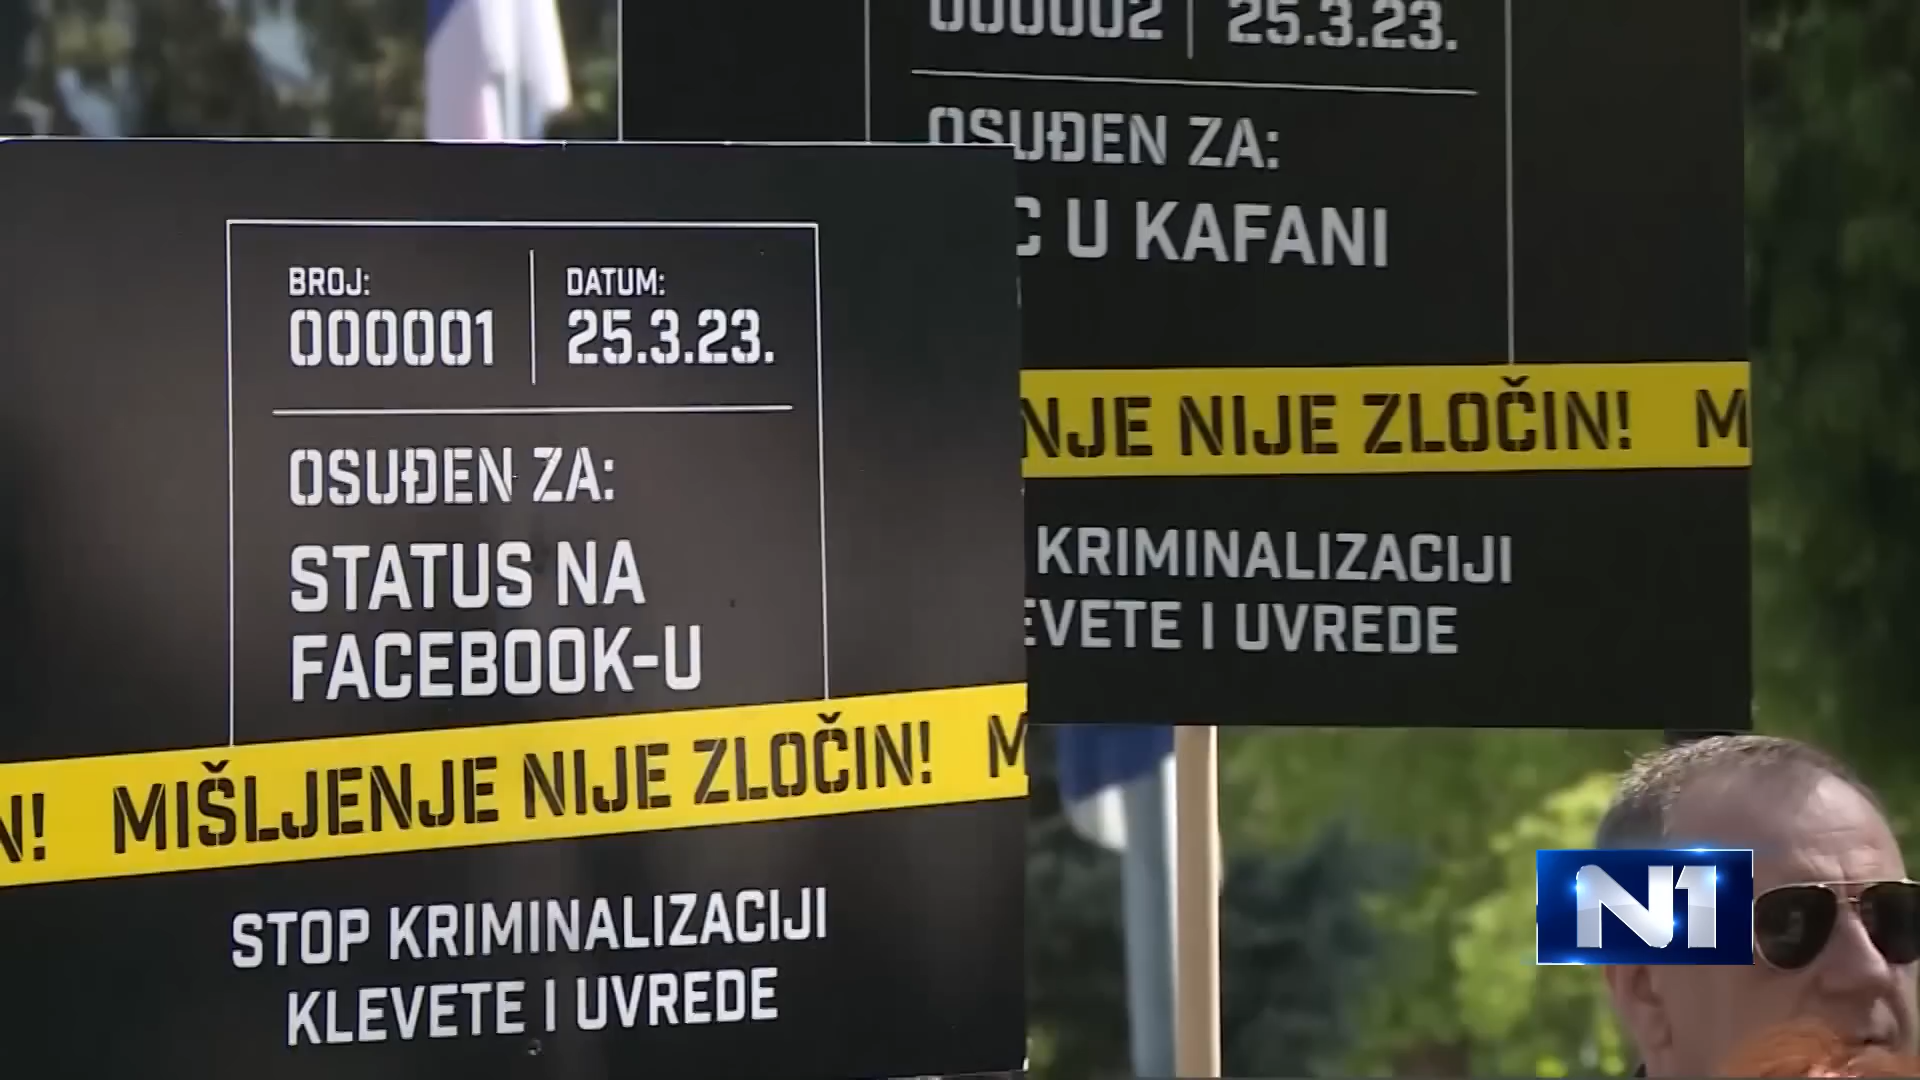 BROJ:
000001
DATUM:
25.3.23.
OSUĐEN ZA:
STATUS NA
FACEBOOK-U
N! MIŠLJENJE NIJE ZLOČIN! M
STOP KRIMINALIZACIJI
KLEVETE I UVREDE
000002
25.3.23.
OSUĐEN ZA:
C U KAFANI
NJE NIJE ZLOČIN! M
KRIMINALIZACIJI
EVETE I UVREDE
N1